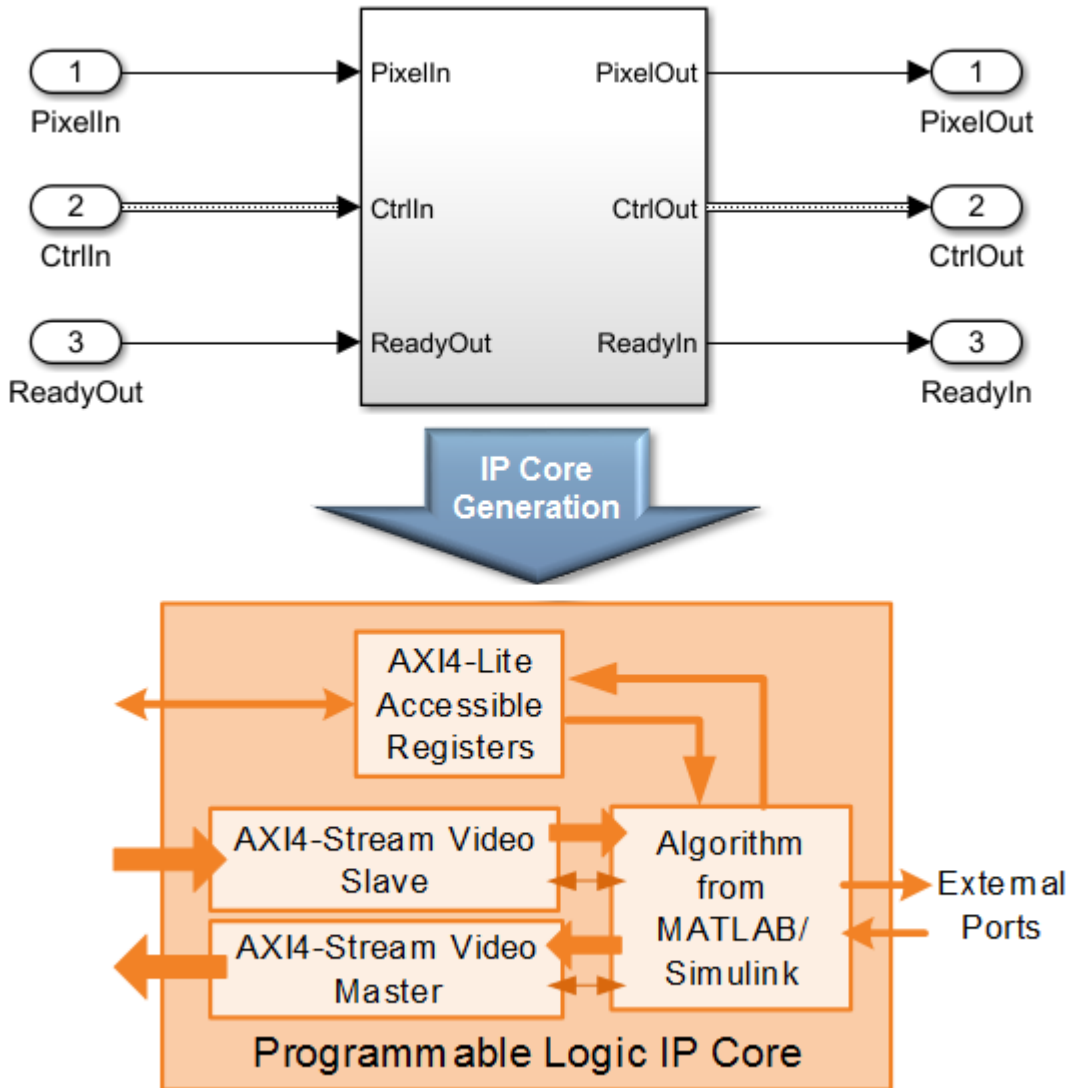 1
PixelIn
PixelIn
PixelOut
1
PixelOut
2
CtrlIn
CtrlIn
CtrlOut
2
CtrlOut
3
ReadyOut
ReadyOut
ReadyIn
3
ReadyIn
IP Core
Generation
AXI4-Lite
Accessible
Registers
AXI4-Stream Video
Slave
AXI4-Stream Video
Master
Algorithm
from
MATLAB/
Simulink
External
Ports
Programmable Logic IP Core